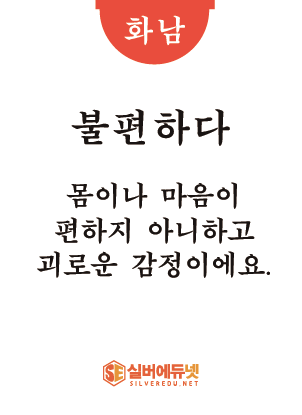 화남
불편하다
몸이나 마음이
편하지 아니하고
괴로운 감정이에요.
SE 실버에듀넷
SILVEREDU.NET